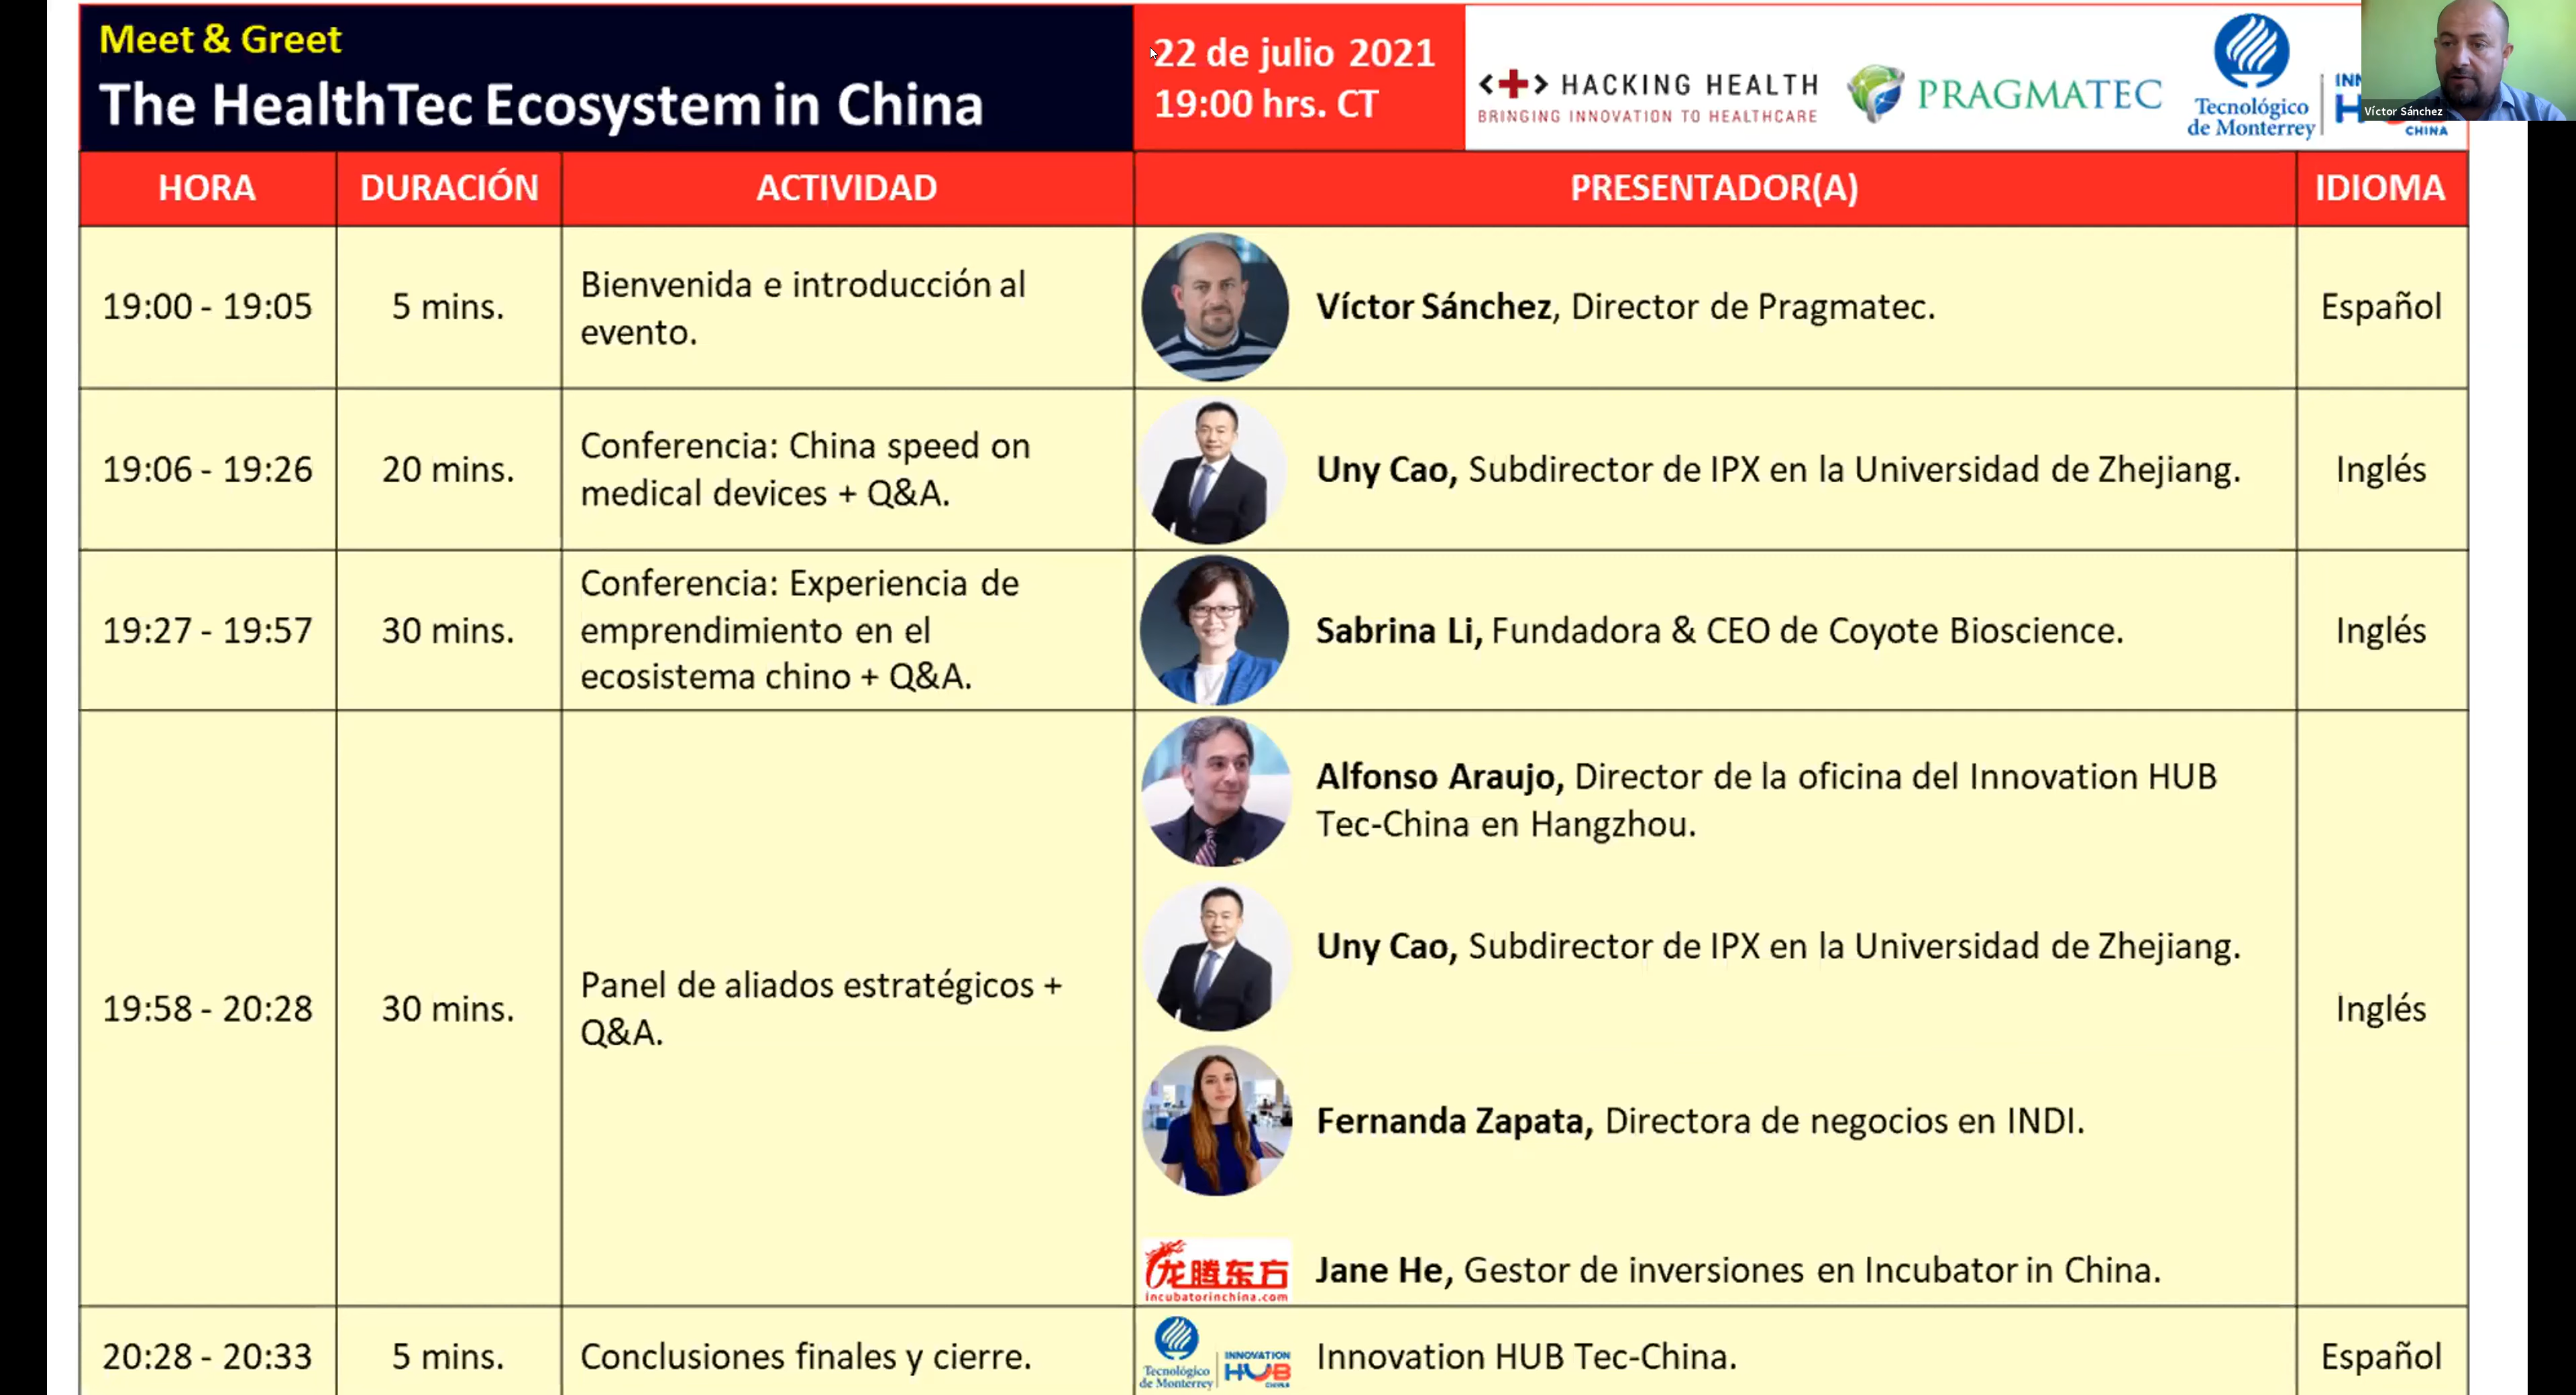 Meet & Greet
The HealthTec Ecosystem in China
22 de julio 2021
19:00 hrs. CT
<+> HACKING HEALTH
BRINGING INNOVATION TO HEALTHCARE
PRAGMATEC
Tecnológico
de Monterrey
CHINA
Víctor Sánchez
HORA DURACIÓN ACTIVIDAD PRESENTADOR(A) IDIOMA
19:00 - 19:05
5 mins.
Bienvenida e introducción al
evento.
Víctor Sánchez, Director de Pragmatec.
Español
19:06 - 19:26
20 mins.
Conferencia: China speed on
medical devices + Q&A.
Uny Cao, Subdirector de IPX en la Universidad de Zhejiang.
Inglés
19:27 - 19:57
30 mins.
Conferencia: Experiencia de
emprendimiento en el
ecosistema chino + Q&A.
Sabrina Li, Fundadora & CEO de Coyote Bioscience.
Inglés
19:58 - 20:28
30 mins.
Panel de aliados estratégicos +
Q&A.
Alfonso Araujo, Director de la oficina del Innovation HUB
Tec-China en Hangzhou.
Uny Cao, Subdirector de IPX en la Universidad de Zhejiang.
Fernanda Zapata, Directora de negocios en INDI.
龙腾东方
incubatorinchina.com
Jane He, Gestor de inversiones en Incubator in China.
Inglés
20:28 - 20:33
5 mins.
Conclusiones finales y cierre.
Tecnológico
de Monterrey
INNOVATION
HUB
CHINA
Innovation HUB Tec-China.
Español